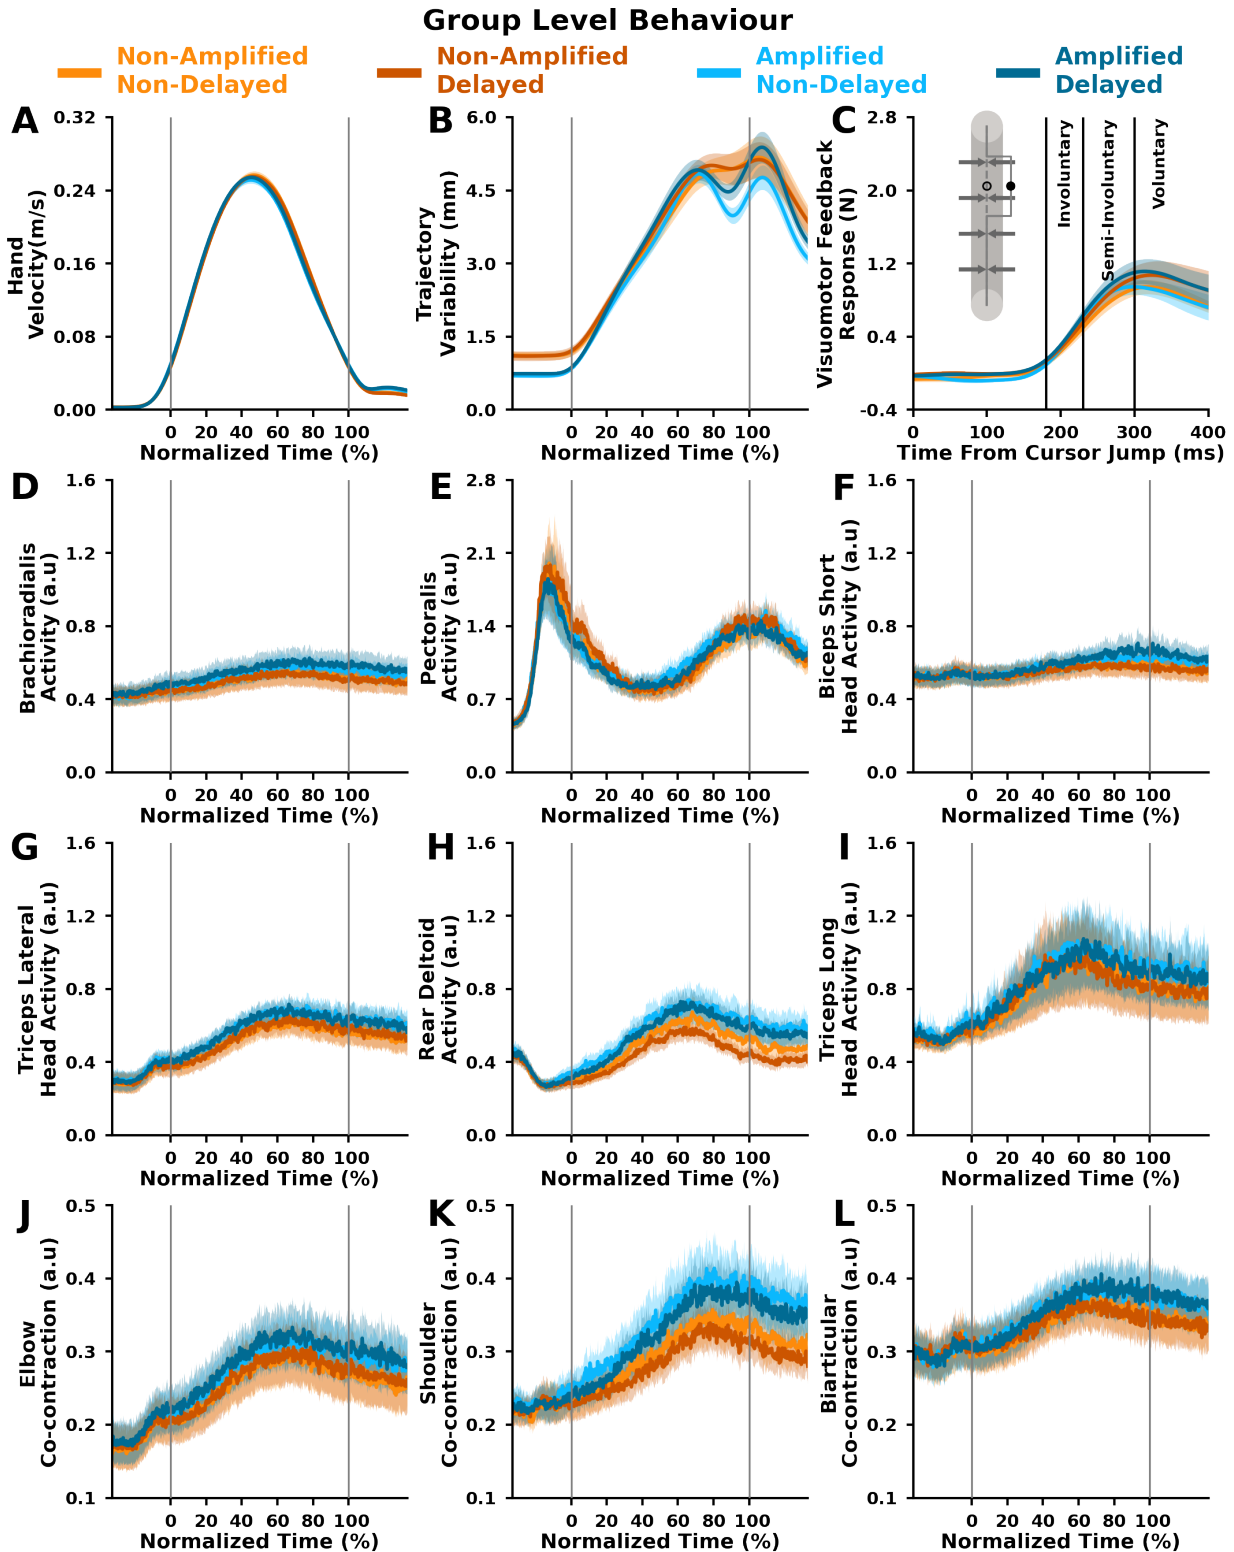 Group Level Behaviour
Non-Amplified
Non-Delayed
Non-Amplified
Delayed
Amplified
Non-Delayed
Amplified
Delayed
A
Hand
Velocity(m/s)
0.32
0.24
0.16
0.08
0.00
0 20 40 60 80 100
Normalized Time (%)
B
Trajectory
Variability (mm)
6.0
4.5
3.0
1.5
0.0
0 20 40 60 80 100
Normalized Time (%)
C
Visuomotor Feedback
Response (N)
2.8
2.0
1.2
0.4
-0.4
Involuntary
Semi-Involuntary
Voluntary
0 100 200 300 400
Time From Cursor Jump (ms)
D
Brachioradialis
Activity (a.u)
1.6
1.2
0.8
0.4
0.0
0 20 40 60 80 100
Normalized Time (%)
E
Pectoralis
Activity (a.u)
2.8
2.1
1.4
0.7
0.0
0 20 40 60 80 100
Normalized Time (%)
F
Biceps Short
Head Activity (a.u)
1.6
1.2
0.8
0.4
0.0
0 20 40 60 80 100
Normalized Time (%)
G
Triceps Lateral
Head Activity (a.u)
1.6
1.2
0.8
0.4
0.0
0 20 40 60 80 100
Normalized Time (%)
H
Rear Deltoid
Activity (a.u)
1.6
1.2
0.8
0.4
0.0
0 20 40 60 80 100
Normalized Time (%)
I
Triceps Long
Head Activity (a.u)
1.6
1.2
0.8
0.4
0.0
0 20 40 60 80 100
Normalized Time (%)
J
Elbow
Co-contraction (a.u)
0.5
0.4
0.3
0.2
0.1
0 20 40 60 80 100
Normalized Time (%)
K
Shoulder
Co-contraction (a.u)
0.5
0.4
0.3
0.2
0.1
0 20 40 60 80 100
Normalized Time (%)
L
Biarticular
Co-contraction (a.u)
0.5
0.4
0.3
0.2
0.1
0 20 40 60 80 100
Normalized Time (%)